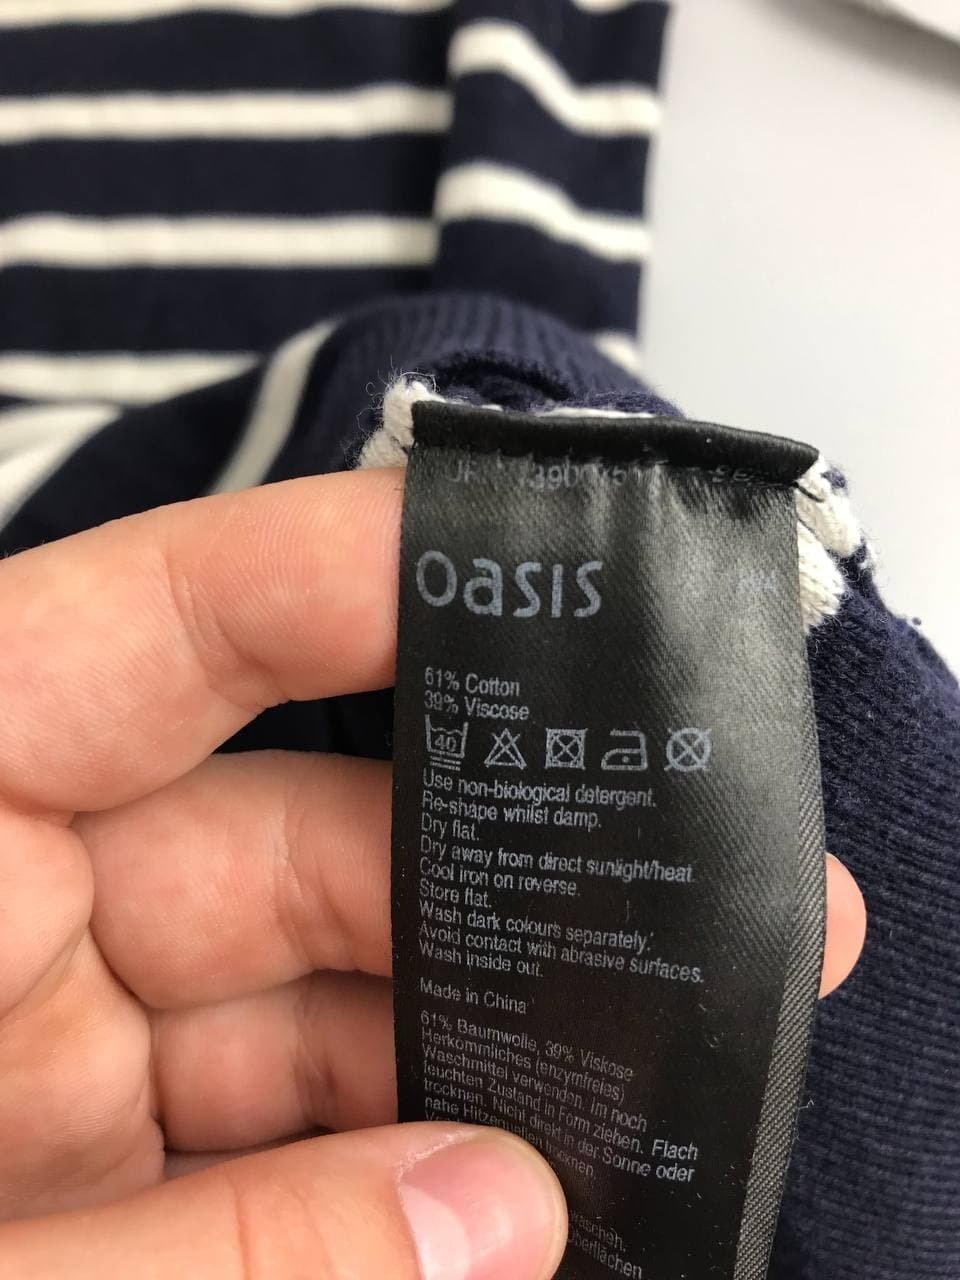 oasis
61% Cotton
39% Viscose
40
Use non-biological detergent.
Re-shape whilst damp.
Dry flat.
Dry away from direct sunlight/heat
Cool iron on reverse.
Store flat.
Wash dark colours separately.
Avoid contact with abrasive surfaces.
Wash inside out.
Made in China
61% Baumwolle, 39% Viskose
Herkömmliches (enzymfreies)
Waschmittel verwenden. Im noch
feuchten Zustand in Form ziehen. Flach
trocknen. Nicht direkt in der Sonne oder
nahe Hitzequellen trocknen.